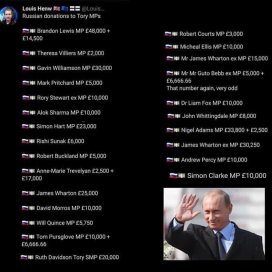 Louis Henw @Louis...
Russian donations to Tory MPs
Brandon Lewis MP £48,000 +
£14,500
Theresa Villiers MP £2,000
Gavin Williamson MP £30,000
Mark Pritchard MP £5,000
Rory Stewart ex MP £10,000
Alok Sharma MP £10,000
Simon Hart MP £23,000
Rishi Sunak £6,000
Robert Buckland MP £5,000
Anne-Marie Trevelyan £2,500 +
£17,000
James Wharton £25,000
David Morros MP £10,000
Will Quince MP £5,750
Tom Pursglove MP £10,000 +
£6,666.66
Ruth Davidson Tory SMP £20,000
Robert Courts MP £3,000
Micheal Ellis MP £10,000
Mr James Wharton ex MP £15,000
Mr Mr Guto Bebb ex MP £5,000 +
£6,666.66
That number again, very odd
Dr Liam Fox MP £10,000
John Whittingdale MP £8,000
Nigel Adams MP £33,800 + £2,500
James Wharton ex MP £30,250
Andrew Percy MP £10,000
Simon Clarke MP £10,000